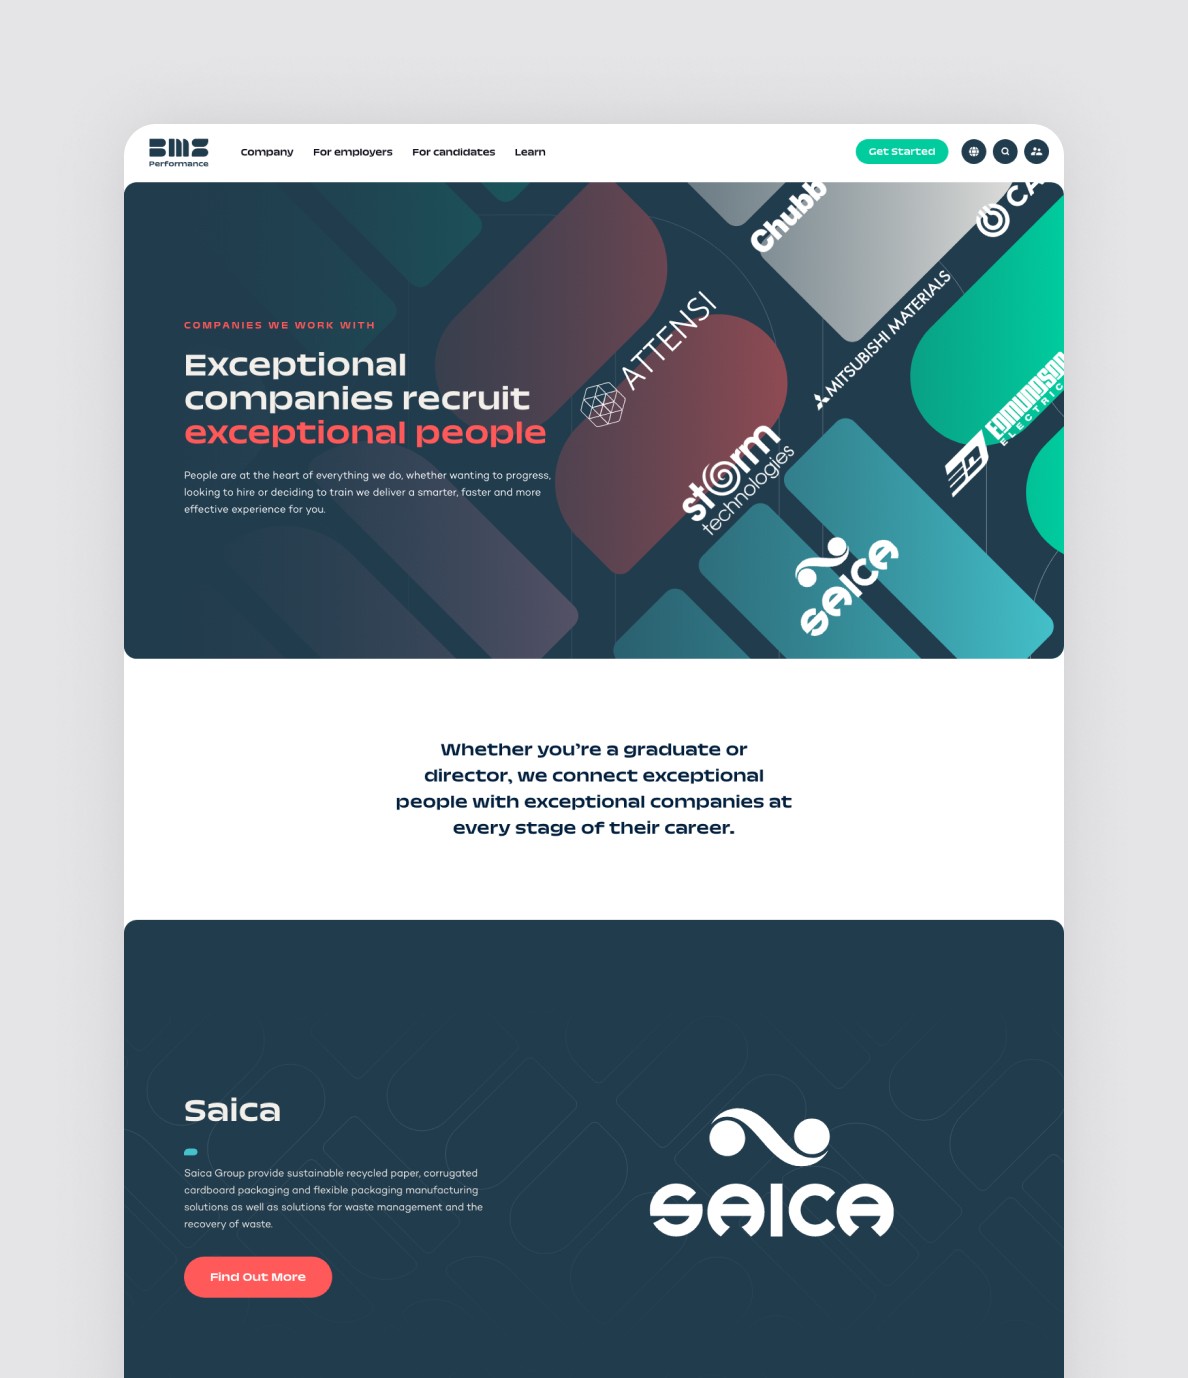 BMS
Performance
Company
For employers
For candidates
Learn
Get Started
Chubb
CA
ATTENSI
MITSUBISHI MATERIALS
EDMUNDSON
ELECTRIC
COMPANIES WE WORK WITH
Exceptional
companies recruit
exceptional people
People are at the heart of everything we do, whether wanting to progress,
looking to hire or deciding to train we deliver a smarter, faster and more
effective experience for you.
storm
technologies
SAICA
Whether you’re a graduate or
director, we connect exceptional
people with exceptional companies at
every stage of their career.
Saica
Saica Group provide sustainable recycled paper, corrugated
cardboard packaging and flexible packaging manufacturing
solutions as well as solutions for waste management and the
recovery of waste.
Find Out More
SAICA